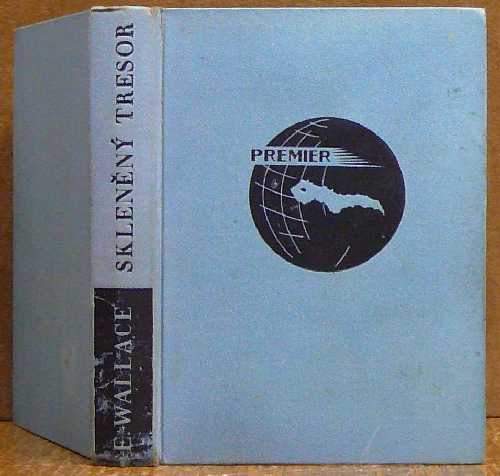 E. WALLACE
SKLENĚNÝ TRESOR
PREMIER